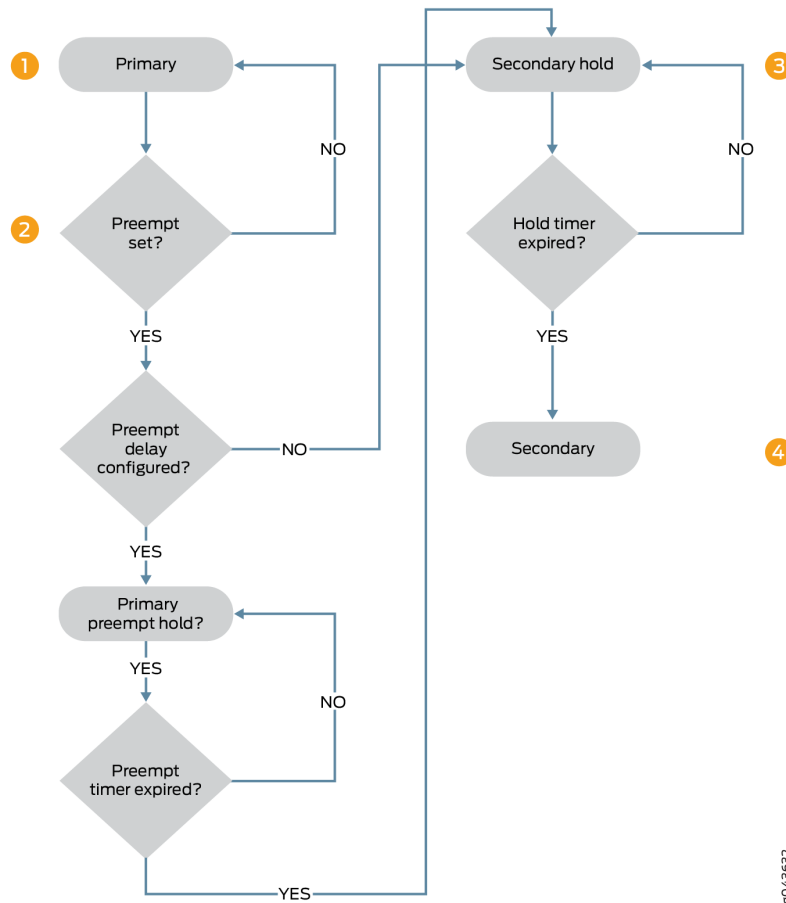 1
Primary
NO
2
Preempt
set?
YES
Preempt
delay
configured?
NO
YES
Primary
preempt hold?
YES
NO
Preempt
timer expired?
YES
Secondary hold
3
NO
Hold timer
expired?
YES
Secondary
4